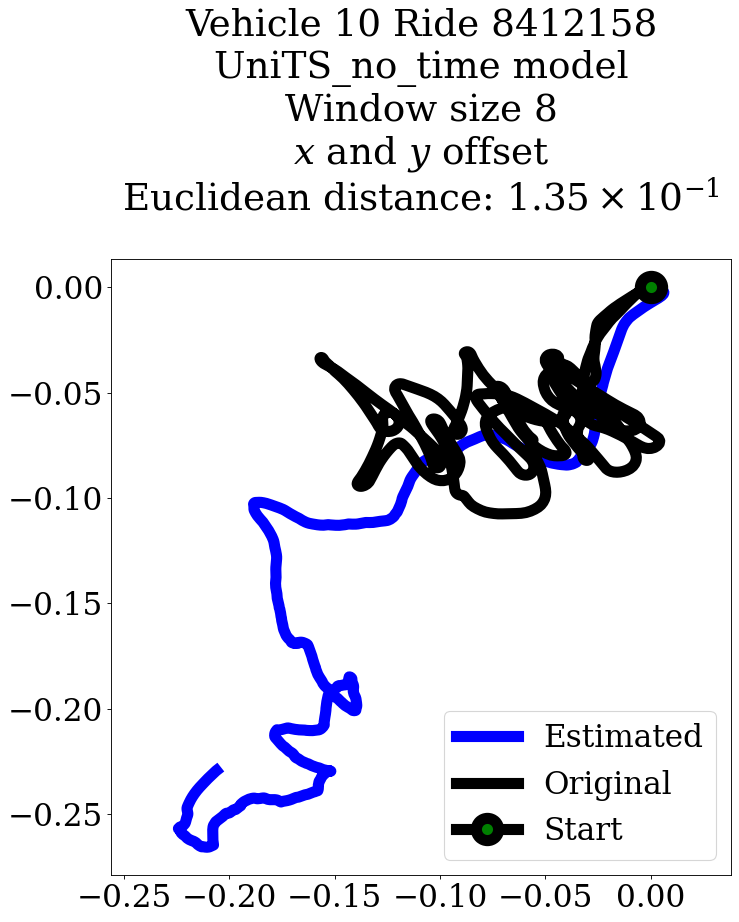 Vehicle 10 Ride 8412158
UniTS_no_time model
Window size 8
x and y offset
Euclidean distance: 1.35 × 10⁻¹
0.00
−0.05
−0.10
−0.15
−0.20
−0.25
Estimated
Original
Start
−0.25 −0.20 −0.15 −0.10 −0.05 0.00